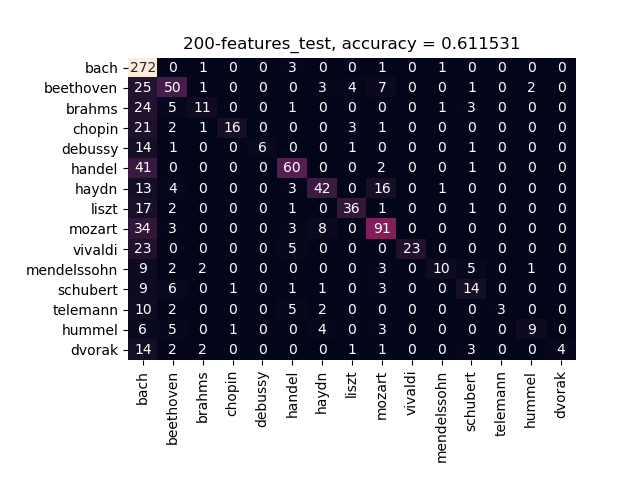 200-features_test, accuracy = 0.611531
bach 272 0 1 0 0 3 0 0 1 0 1 0 0 0 0
beethoven 25 50 1 0 0 0 3 4 7 0 0 1 0 2 0
brahms 24 5 11 0 0 1 0 0 0 0 1 3 0 0 0
chopin 21 2 1 16 0 0 0 3 1 0 0 0 0 0 0
debussy 14 1 0 0 6 0 0 1 0 0 0 1 0 0 0
handel 41 0 0 0 0 60 0 0 2 0 0 1 0 0 0
haydn 13 4 0 0 0 3 42 0 16 0 1 0 0 0 0
liszt 17 2 0 0 0 1 0 36 1 0 0 1 0 0 0
mozart 34 3 0 0 0 3 8 0 91 0 0 0 0 0 0
vivaldi 23 0 0 0 0 5 0 0 0 23 0 0 0 0 0
mendelssohn 9 2 2 0 0 0 0 0 3 0 10 5 0 1 0
schubert 9 6 0 1 0 1 1 0 3 0 0 14 0 0 0
telemann 10 2 0 0 0 5 2 0 0 0 0 0 3 0 0
hummel 6 5 0 1 0 0 4 0 3 0 0 0 0 9 0
dvorak 14 2 2 0 0 0 0 1 1 0 0 3 0 0 4
bach beethoven brahms chopin debussy handel haydn liszt mozart vivaldi mendelssohn schubert telemann hummel dvorak